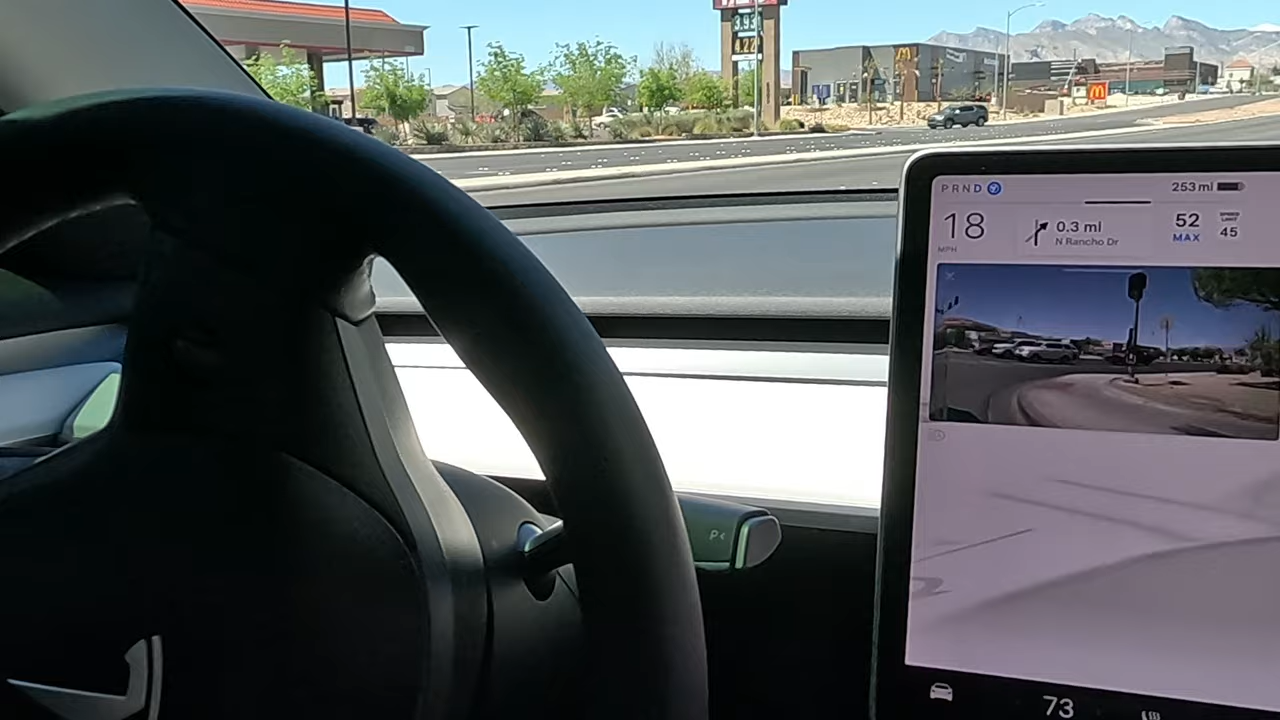 3.93
4.22
PRND
253 mi
18
MPH
0.3 mi
N Rancho Dr
52
MAX
SPEED
LIMIT
45
P
73